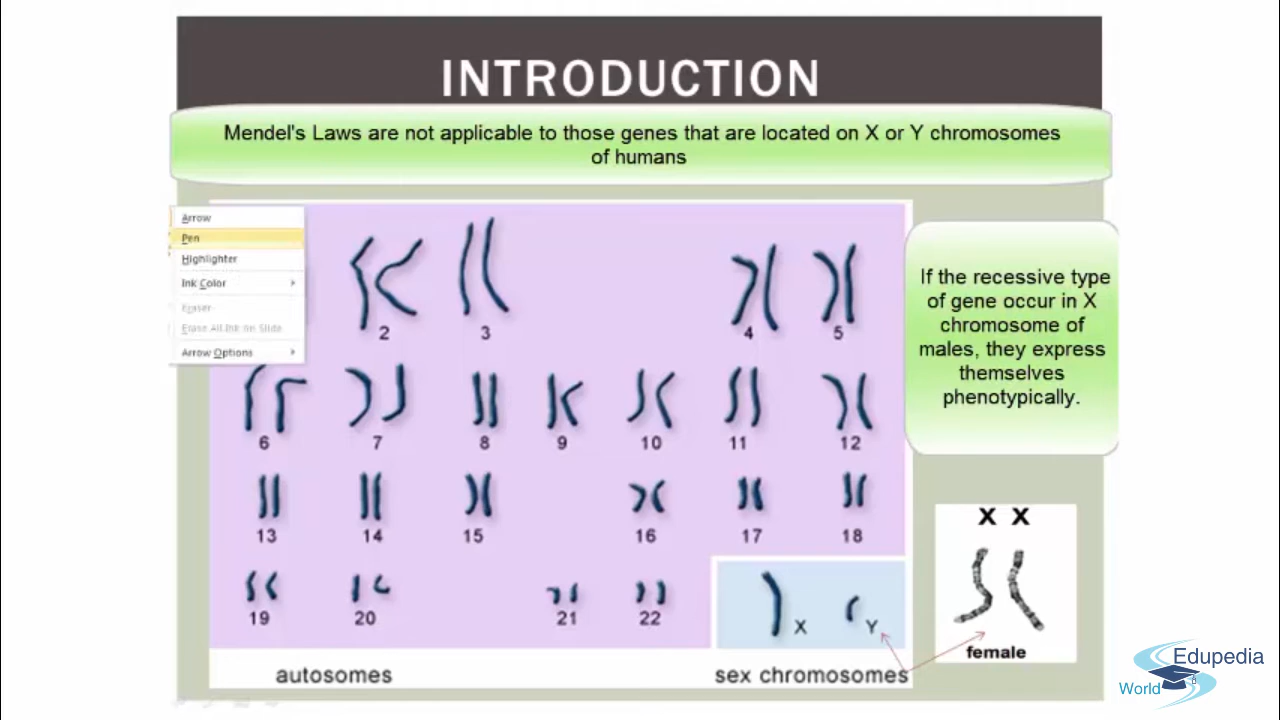 INTRODUCTION
Mendel's Laws are not applicable to those genes that are located on X or Y chromosomes
of humans
Arrow
Pen
Highlighter
Ink Color
Eraser
Erase All Ink on Slide
Arrow Options
2
3
4
5
6
7
8
9
10
11
12
13
14
15
16
17
18
19
20
21
22
X
Y
autosomes
sex chromosomes
If the recessive type
of gene occur in X
chromosome of
males, they express
themselves
phenotypically.
X X
female
Edupedia
World